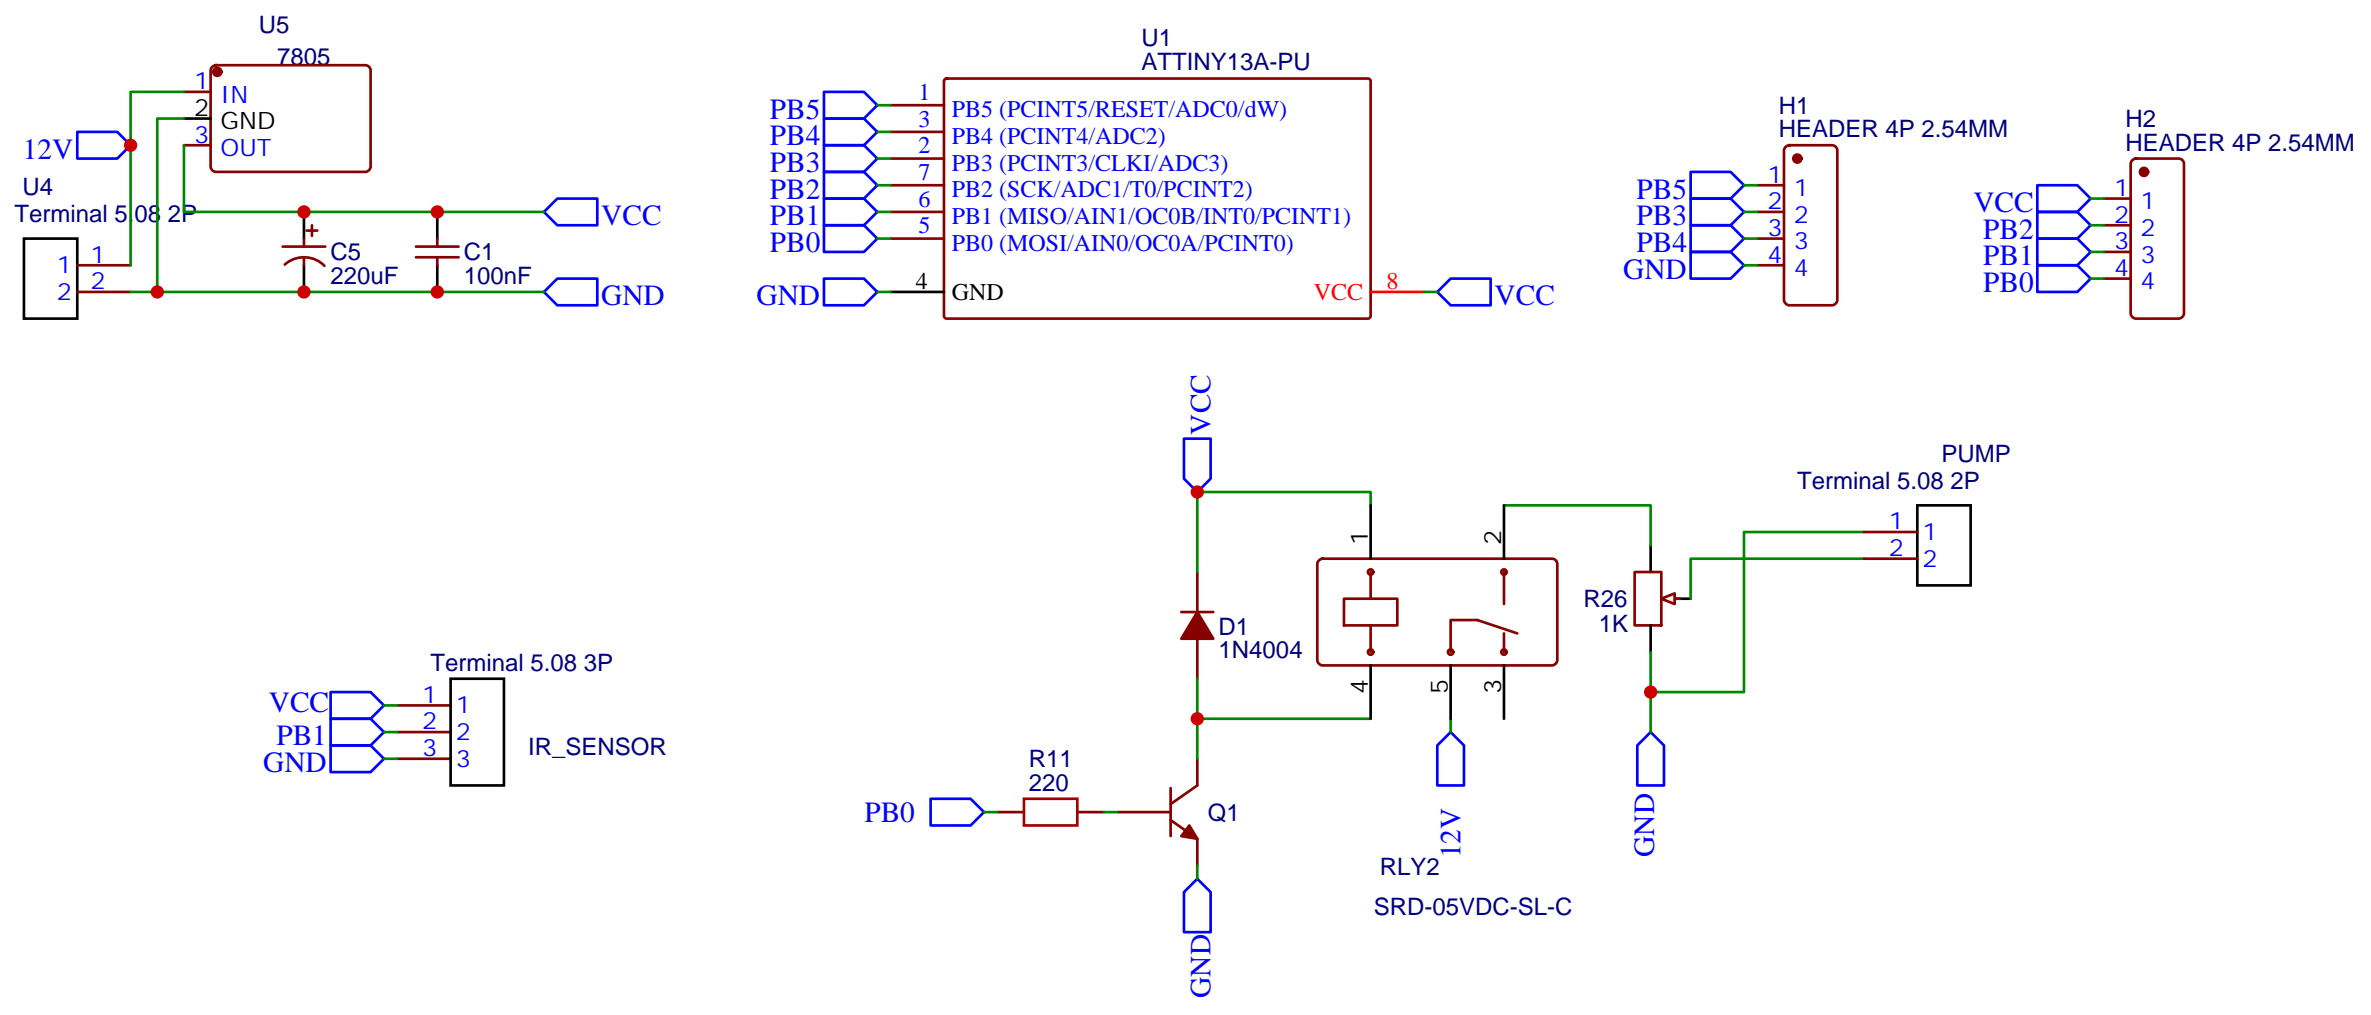 U5
7805
1
IN
2
GND
3
OUT
12V
U4
Terminal 5.08 2P
1
1
2
2
+
C5
220uF
C1
100nF
VCC
GND
U1
ATTINY13A-PU
PB5
1
PB5 (PCINT5/RESET/ADC0/dW)
PB4
3
PB4 (PCINT4/ADC2)
PB3
2
PB3 (PCINT3/CLKI/ADC3)
PB2
7
PB2 (SCK/ADC1/T0/PCINT2)
PB1
6
PB1 (MISO/AIN1/OC0B/INT0/PCINT1)
PB0
5
PB0 (MOSI/AIN0/OC0A/PCINT0)
GND
4
GND
VCC
8
VCC
H1
HEADER 4P 2.54MM
PB5
1
1
PB3
2
2
PB4
3
3
GND
4
4
H2
HEADER 4P 2.54MM
VCC
1
1
PB2
2
2
PB1
3
3
PB0
4
4
VCC
D1
1N4004
1
2
4
5
3
12V
RLY2
SRD-05VDC-SL-C
R26
1K
GND
PUMP
Terminal 5.08 2P
1
1
2
2
PB0
R11
220
Q1
GND
Terminal 5.08 3P
VCC
1
1
PB1
2
2
GND
3
3
IR_SENSOR